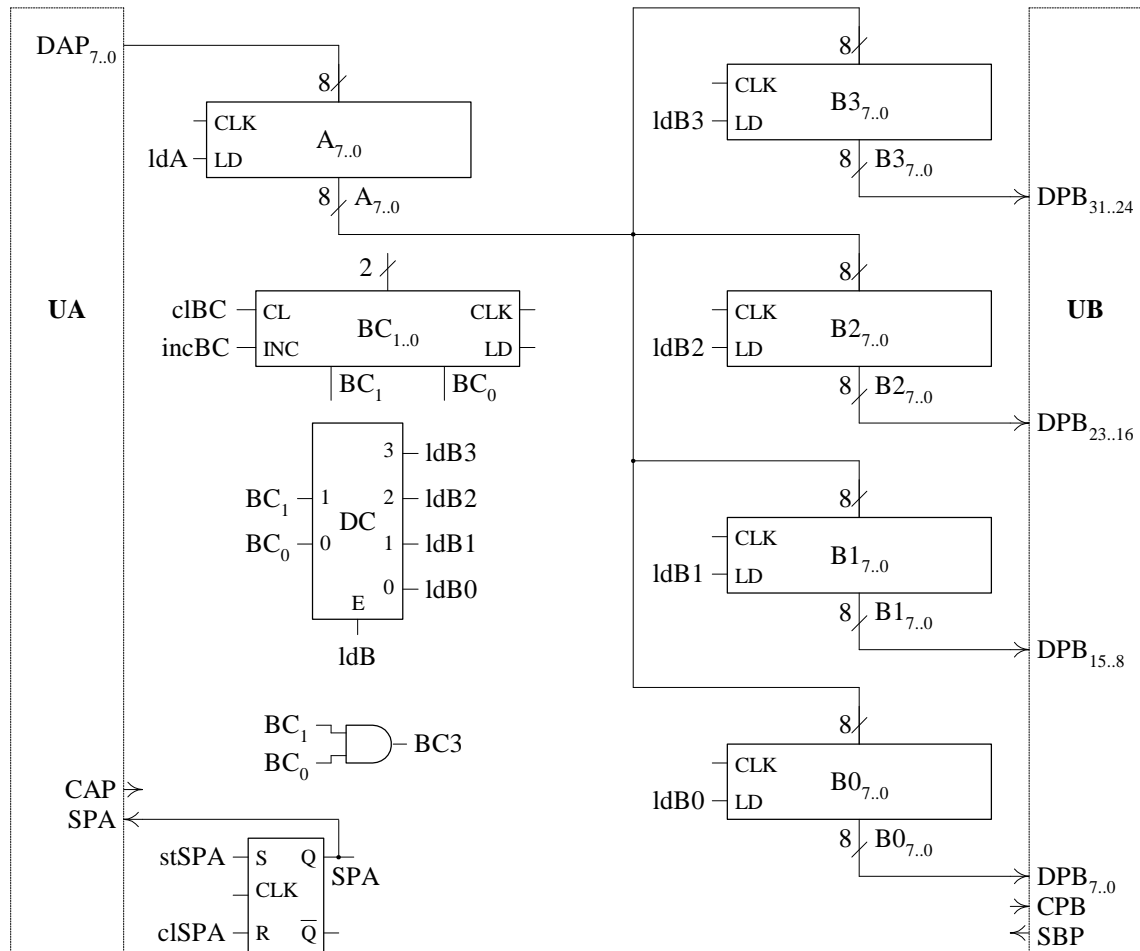 DAP7..0
8
CLK
ldA LD
A7..0
8 A7..0
UA
2
clBC CL
incBC INC
BC1..0
CLK
LD
BC1
BC0
BC1 1
BC0 0
DC
3 ldB3
2 ldB2
1 ldB1
0 ldB0
E
ldB
BC1
BC0
BC3
CAP
SPA
stSPA S Q
SPA
CLK
clSPA R Q̅
8
CLK
ldB3 LD
B37..0
8 B37..0
DPB31..24
8
CLK
ldB2 LD
B27..0
8 B27..0
DPB23..16
UB
8
CLK
ldB1 LD
B17..0
8 B17..0
DPB15..8
8
CLK
ldB0 LD
B07..0
8 B07..0
DPB7..0
CPB
SBP